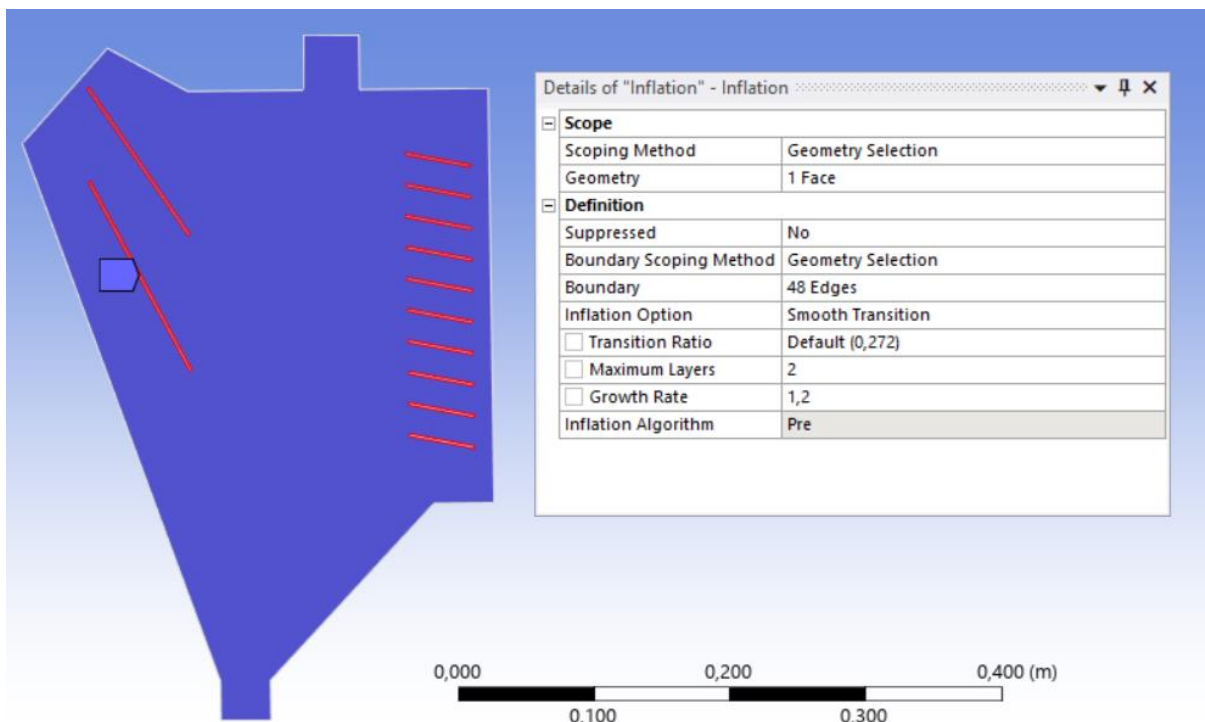 Details of "Inflation" - Inflation
Scope
Scoping Method Geometry Selection
Geometry 1 Face
Definition
Suppressed No
Boundary Scoping Method Geometry Selection
Boundary 48 Edges
Inflation Option Smooth Transition
Transition Ratio Default (0,272)
Maximum Layers 2
Growth Rate 1,2
Inflation Algorithm Pre
0,000 0,200 0,400 (m)
0,100 0,300